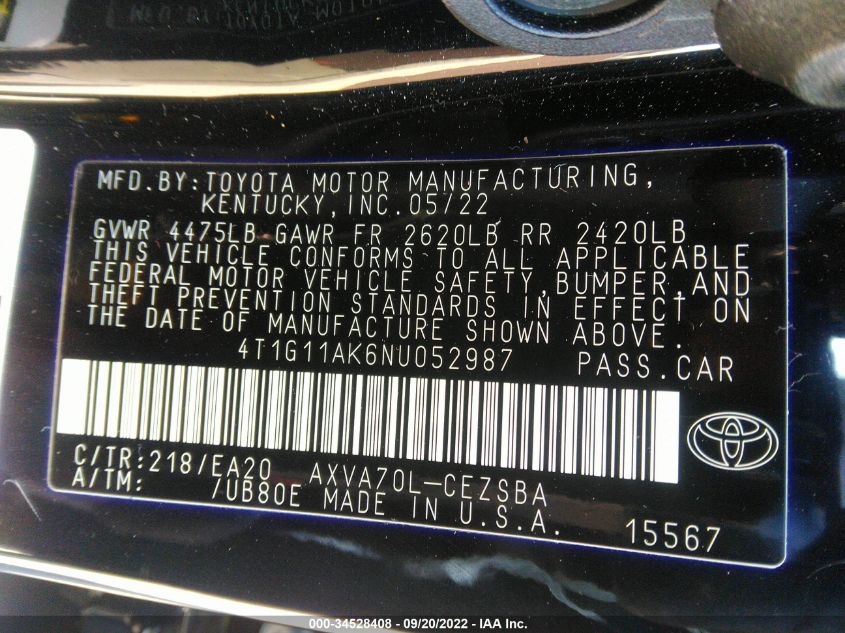 MFD.BY:TOYOTA MOTOR MANUFACTURING,
KENTUCKY,INC.05/22
GVWR 4475LB GAWR FR 2620LB RR 2420LB
THIS VEHICLE CONFORMS TO ALL APPLICABLE
FEDERAL MOTOR VEHICLE SAFETY,BUMPER,AND
THEFT PREVENTION STANDARDS IN EFFECT ON
THE DATE OF MANUFACTURE SHOWN ABOVE.
4T1G11AK6NU052987 PASS.CAR
C/TR:218/EA20 AXVA70L-CEZSBA
A/TM: /UB80E MADE IN U.S.A. 15567
000-34528408 - 09/20/2022 - IAA Inc.